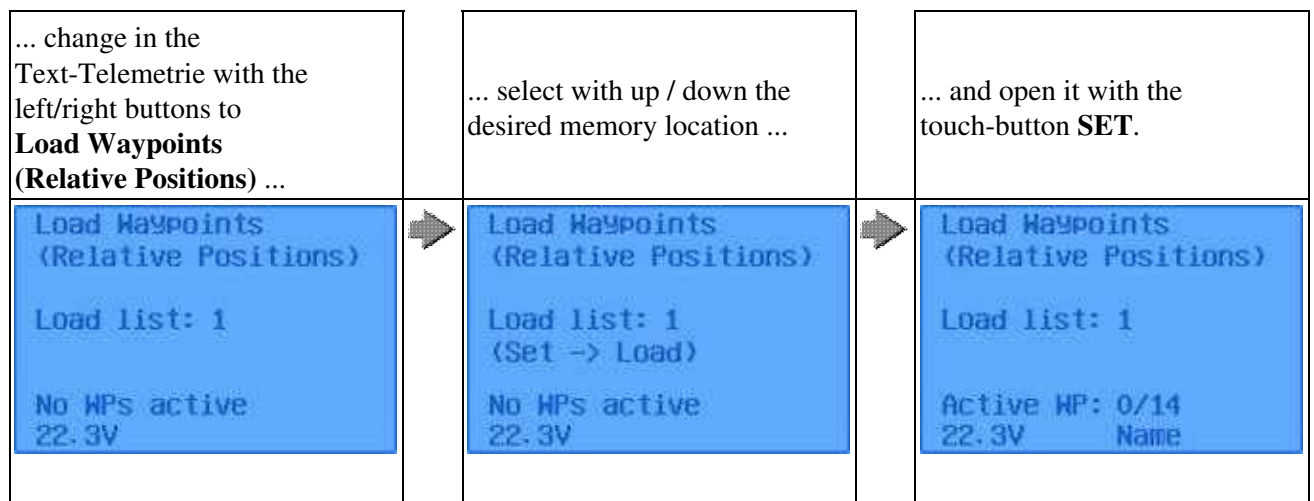 ... change in the
Text-Telemetrie with the
left/right buttons to
Load Waypoints
(Relative Positions) ...
... select with up / down the
desired memory location ...
... and open it with the
touch-button SET.
Load Waypoints
(Relative Positions)
Load list: 1
No WPs active
22.3V
Load Waypoints
(Relative Positions)
Load list: 1
(Set -> Load)
No WPs active
22.3V
Load Waypoints
(Relative Positions)
Load list: 1
Active WP: 0/14
22.3V Name